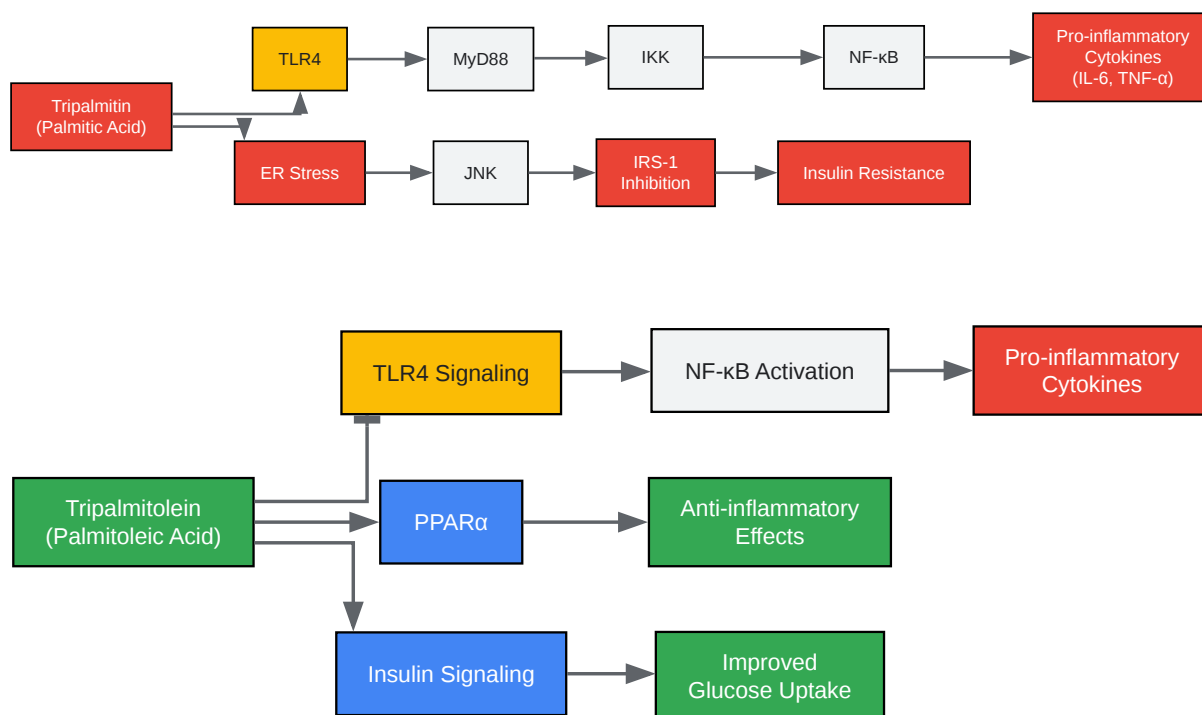 TLR4
MyD88
IKK
NF-κB
Pro-inflammatory
Cytokines
(IL-6, TNF-α)
Tripalmitin
(Palmitic Acid)
ER Stress
JNK
IRS-1
Inhibition
Insulin Resistance
TLR4 Signaling
NF-κB Activation
Pro-inflammatory
Cytokines
Tripalmitolein
(Palmitoleic Acid)
PPARα
Anti-inflammatory
Effects
Insulin Signaling
Improved
Glucose Uptake